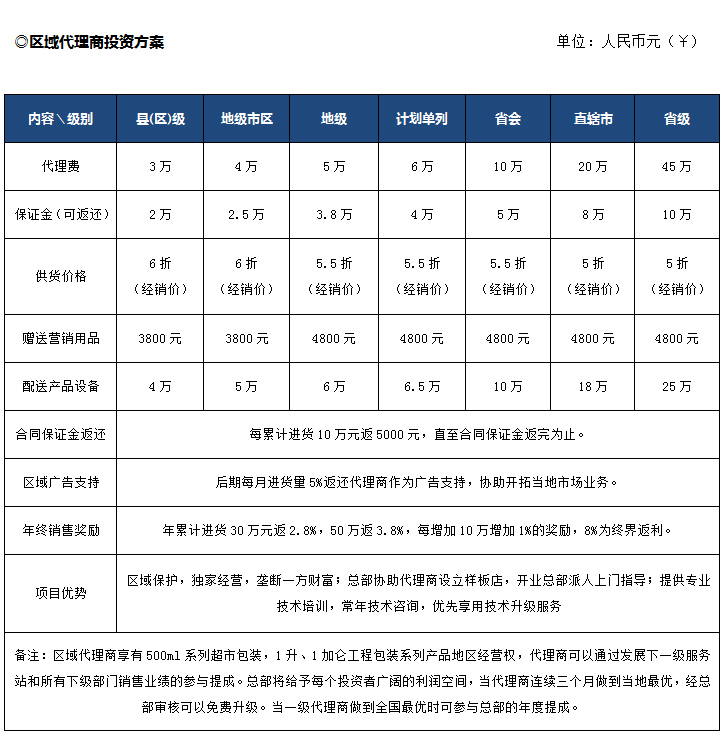 ◎区域代理商投资方案 单位：人民币元（￥）
内容＼级别 县(区)级 地级市区 地级 计划单列 省会 直辖市 省级
代理费 3万 4万 5万 6万 10万 20万 45万
保证金（可返还） 2万 2.5万 3.8万 4万 5万 8万 10万
供货价格 6折 6折 5.5折 5.5折 5.5折 5折 5折
（经销价） （经销价） （经销价） （经销价） （经销价） （经销价） （经销价）
赠送营销用品 3800元 3800元 4800元 4800元 4800元 4800元 4800元
配送产品设备 4万 5万 6万 6.5万 10万 18万 25万
合同保证金返还 每累计进货10万元返5000元，直至合同保证金返完为止。
区域广告支持 后期每月进货量5%返还代理商作为广告支持，协助开拓当地市场业务。
年终销售奖励 年累计进货30万元返2.8%，50万返3.8%，每增加10万增加1%的奖励，8%为终界返利。
项目优势 区域保护，独家经营，垄断一方财富；总部协助代理商设立样板店，开业总部派人上门指导；提供专业
技术培训，常年技术咨询，优先享用技术升级服务
备注：区域代理商享有500ml系列超市包装，1升、1加仑工程包装系列产品地区经营权，代理商可以通过发展下一级服务
站和所有下级部门销售业绩的参与提成。总部将给予每个投资者广阔的利润空间，当代理商连续三个月做到当地最优，经总
部审核可以免费升级。当一级代理商做到全国最优时可参与总部的年度提成。